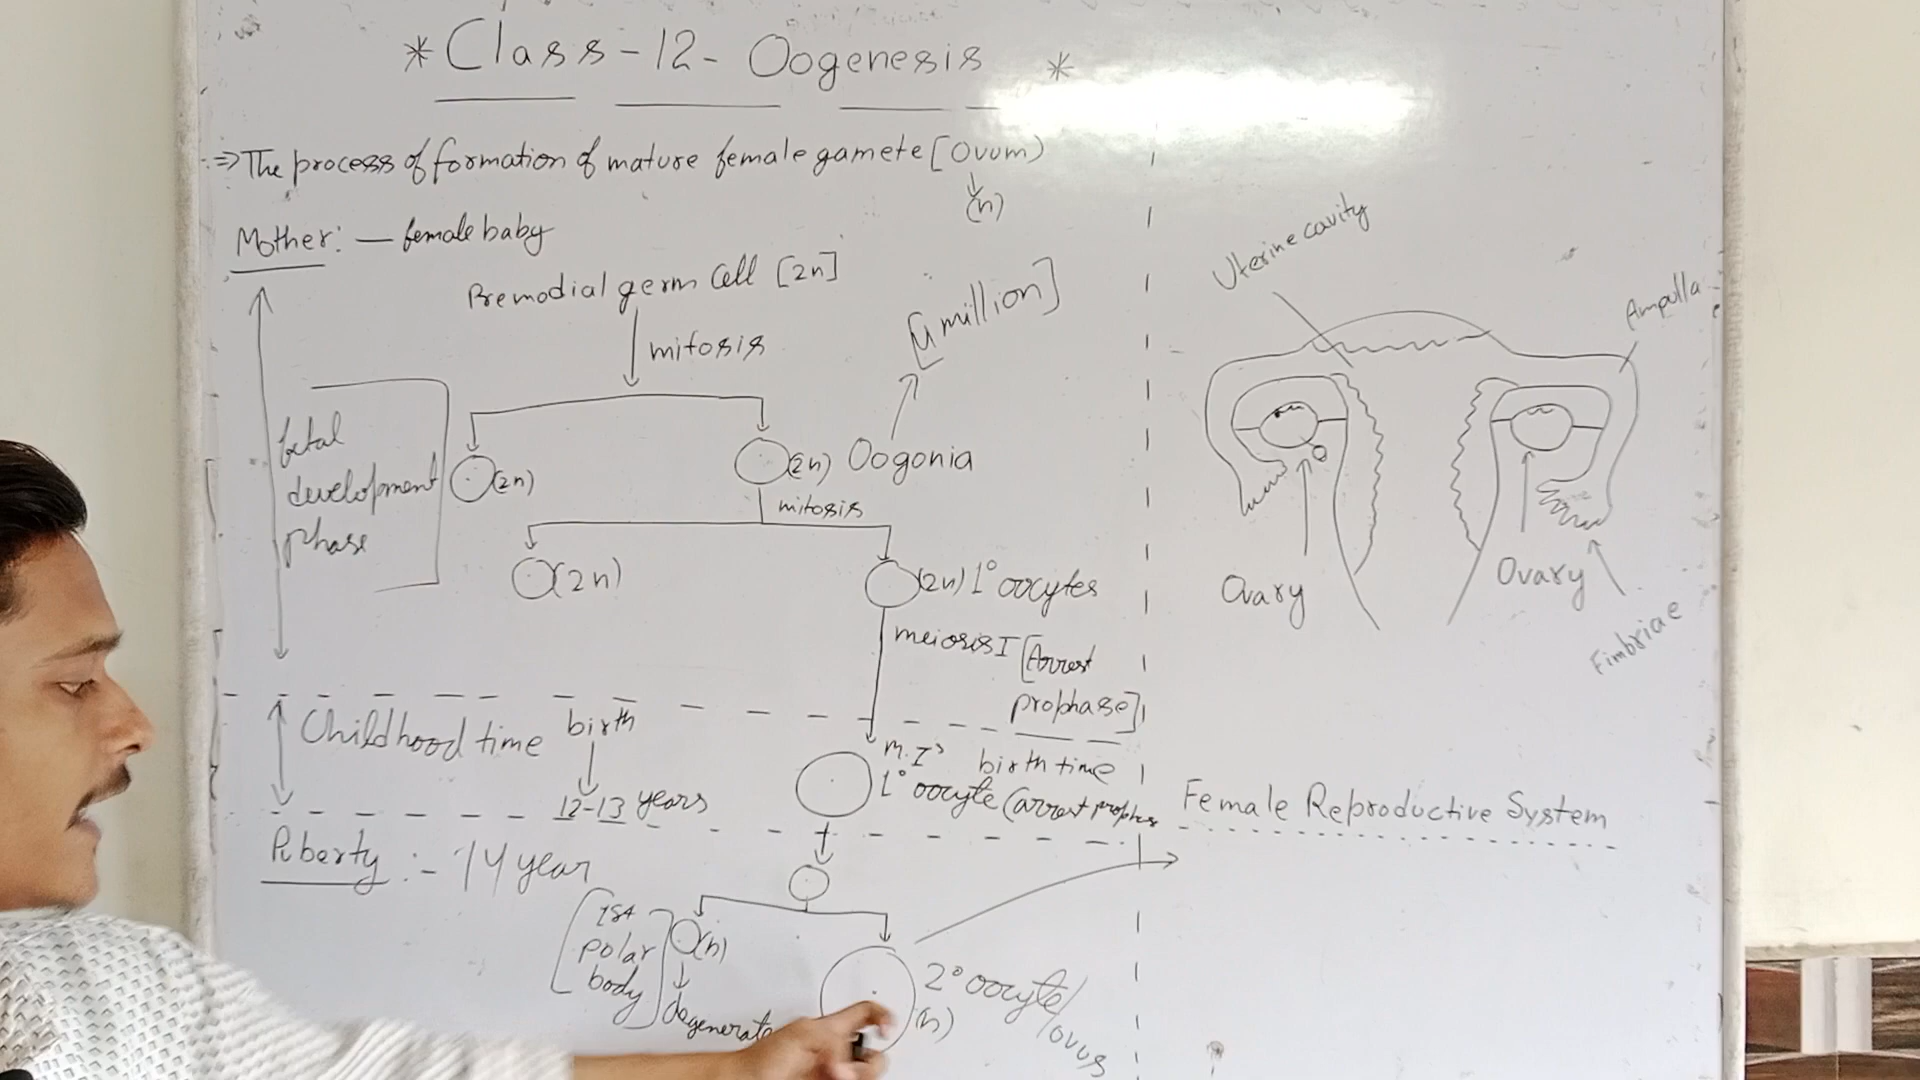 * Class-12- Oogenesis *
⇒ The process of formation of mature female gamete [Ovum)
(n)
Mother: — female baby
Premodial germ cell [2n]
mitosis
[4 million]
fetal
development
phase
(2n)
(2n) Oogonia
mitosis
(2n)
(2n) 1° oocytes
meiosis I [Arrest
prophase]
Childhood time
birth
12-13 years
M.I
birth time
1° oocyte (arrest prophas
Puberty :- 14 year
1st
polar
body
(n)
degenerate
2° oocyte/
(n)
Uterine cavity
Ampulla
Ovary
Ovary
Fimbriae
Female Reproductive System